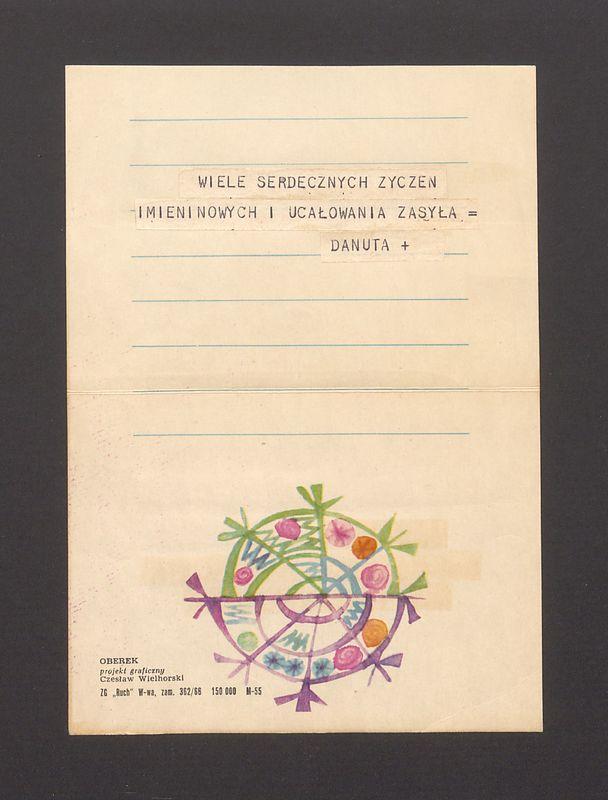 WIELE SERDECZNYCH ZYCZEN
IMIENINOWYCH I UCAŁOWANIA ZASYŁA =
DANUTA +
OBEREK
projekt graficzny
Czesław Wielhorski
ZG „Ruch" W-wa, zam. 362/66 150 000 M-55